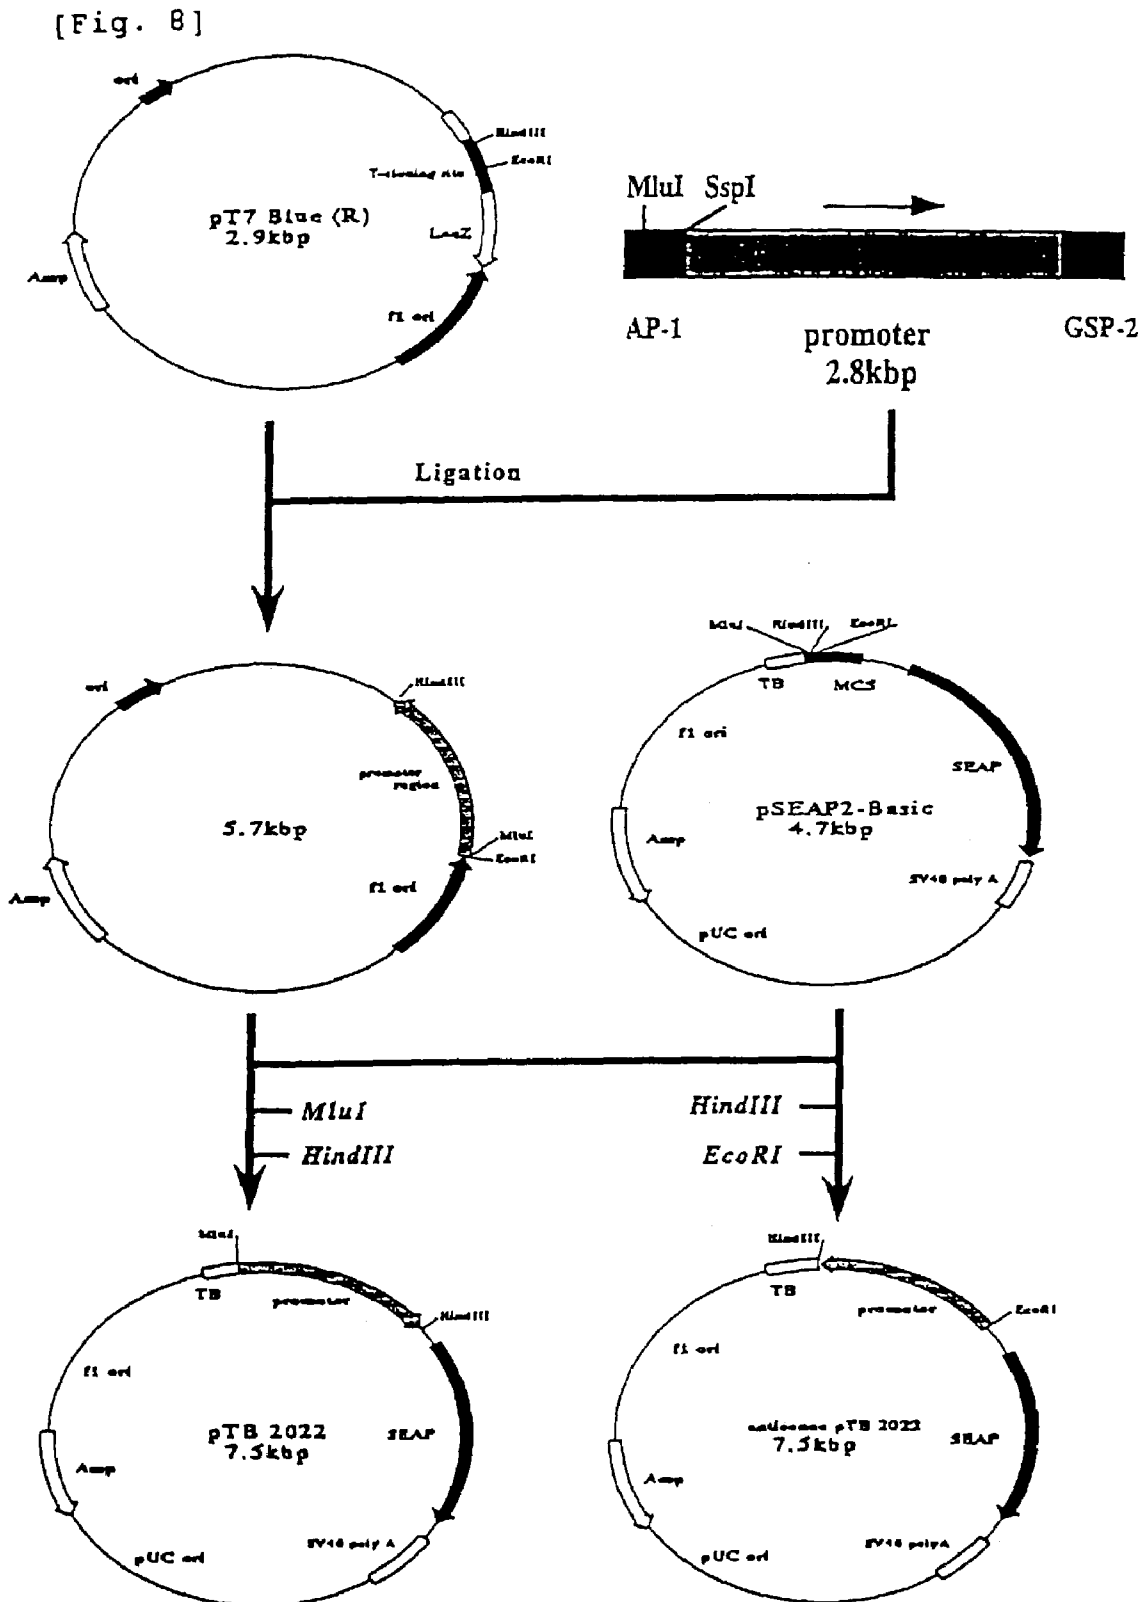 [Fig. 8]
ori
HindIII
EcoRI
T-cloning site
pT7 Blue (R)
2.9kbp
LacZ
Amp
f1 ori
MluI SspI
AP-1
GSP-2
promoter
2.8kbp
Ligation
ori
HindIII
promoter
region
5.7kbp
MluI
EcoRI
Amp
f1 ori
MluI HindIII EcoRI
TB
MCS
f1 ori
SEAP
pSEAP2-Basic
4.7kbp
Amp
SV40 poly A
pUC ori
MluI
HindIII
HindIII
EcoRI
MluI
TB
promoter
HindIII
f1 ori
pTB 2022
7.5kbp
SEAP
Amp
SV40 poly A
pUC ori
HindIII
TB
promoter
EcoRI
f1 ori
antisense pTB 2022
7.5kbp
SEAP
Amp
SV40 polyA
pUC ori